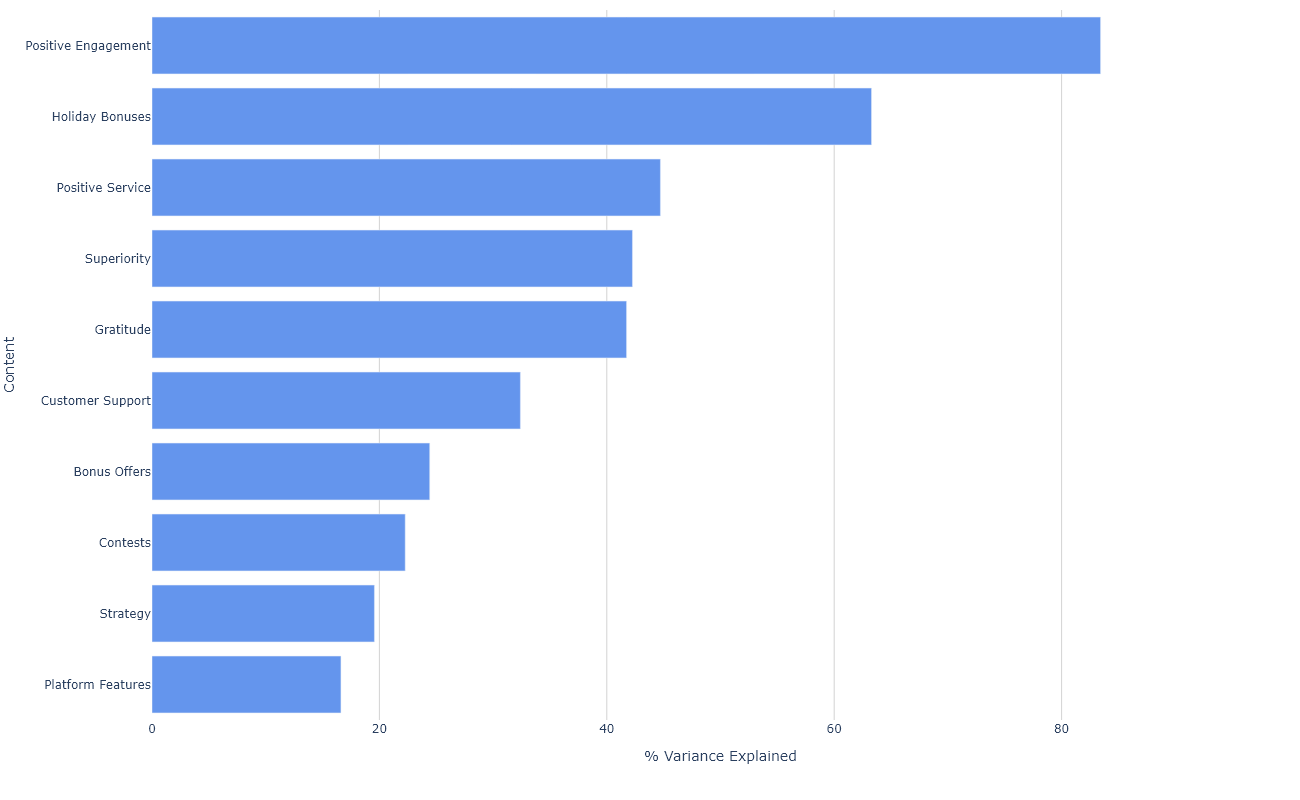 Positive Engagement
Holiday Bonuses
Positive Service
Superiority
Gratitude
Customer Support
Bonus Offers
Contests
Strategy
Platform Features
Content
0 20 40 60 80
% Variance Explained